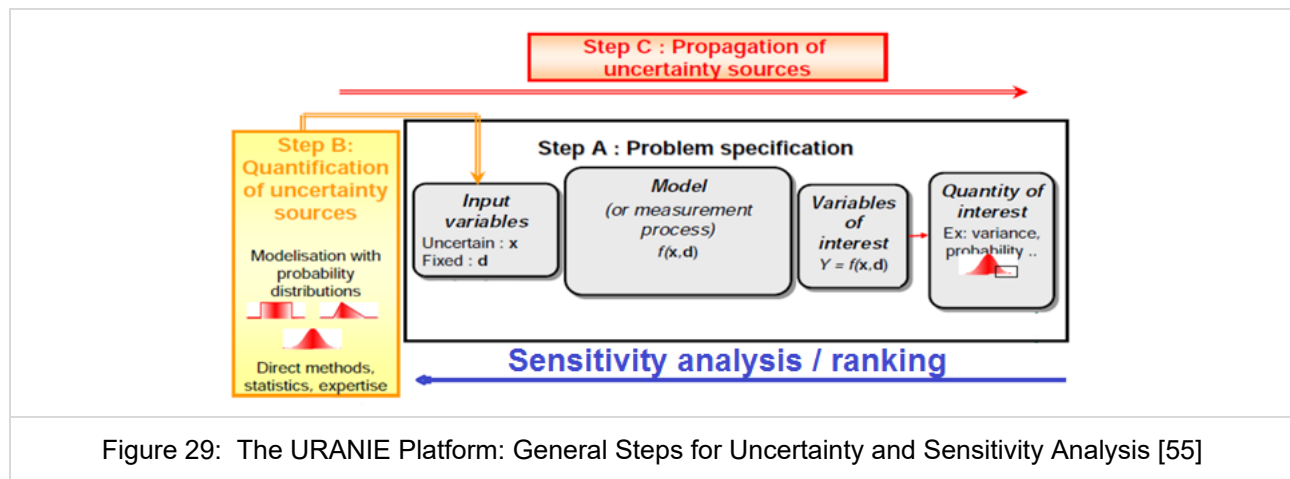 Step C : Propagation of
uncertainty sources
Step B:
Quantification
of uncertainty
sources
Modelisation with
probability
distributions
Direct methods,
statistics, expertise
Step A : Problem specification
Input
variables
Uncertain : x
Fixed : d
Model
(or measurement
process)
f(x,d)
Variables
of
interest
Y = f(x,d)
Quantity of
interest
Ex: variance,
probability ..
Sensitivity analysis / ranking
Figure 29: The URANIE Platform: General Steps for Uncertainty and Sensitivity Analysis [55]